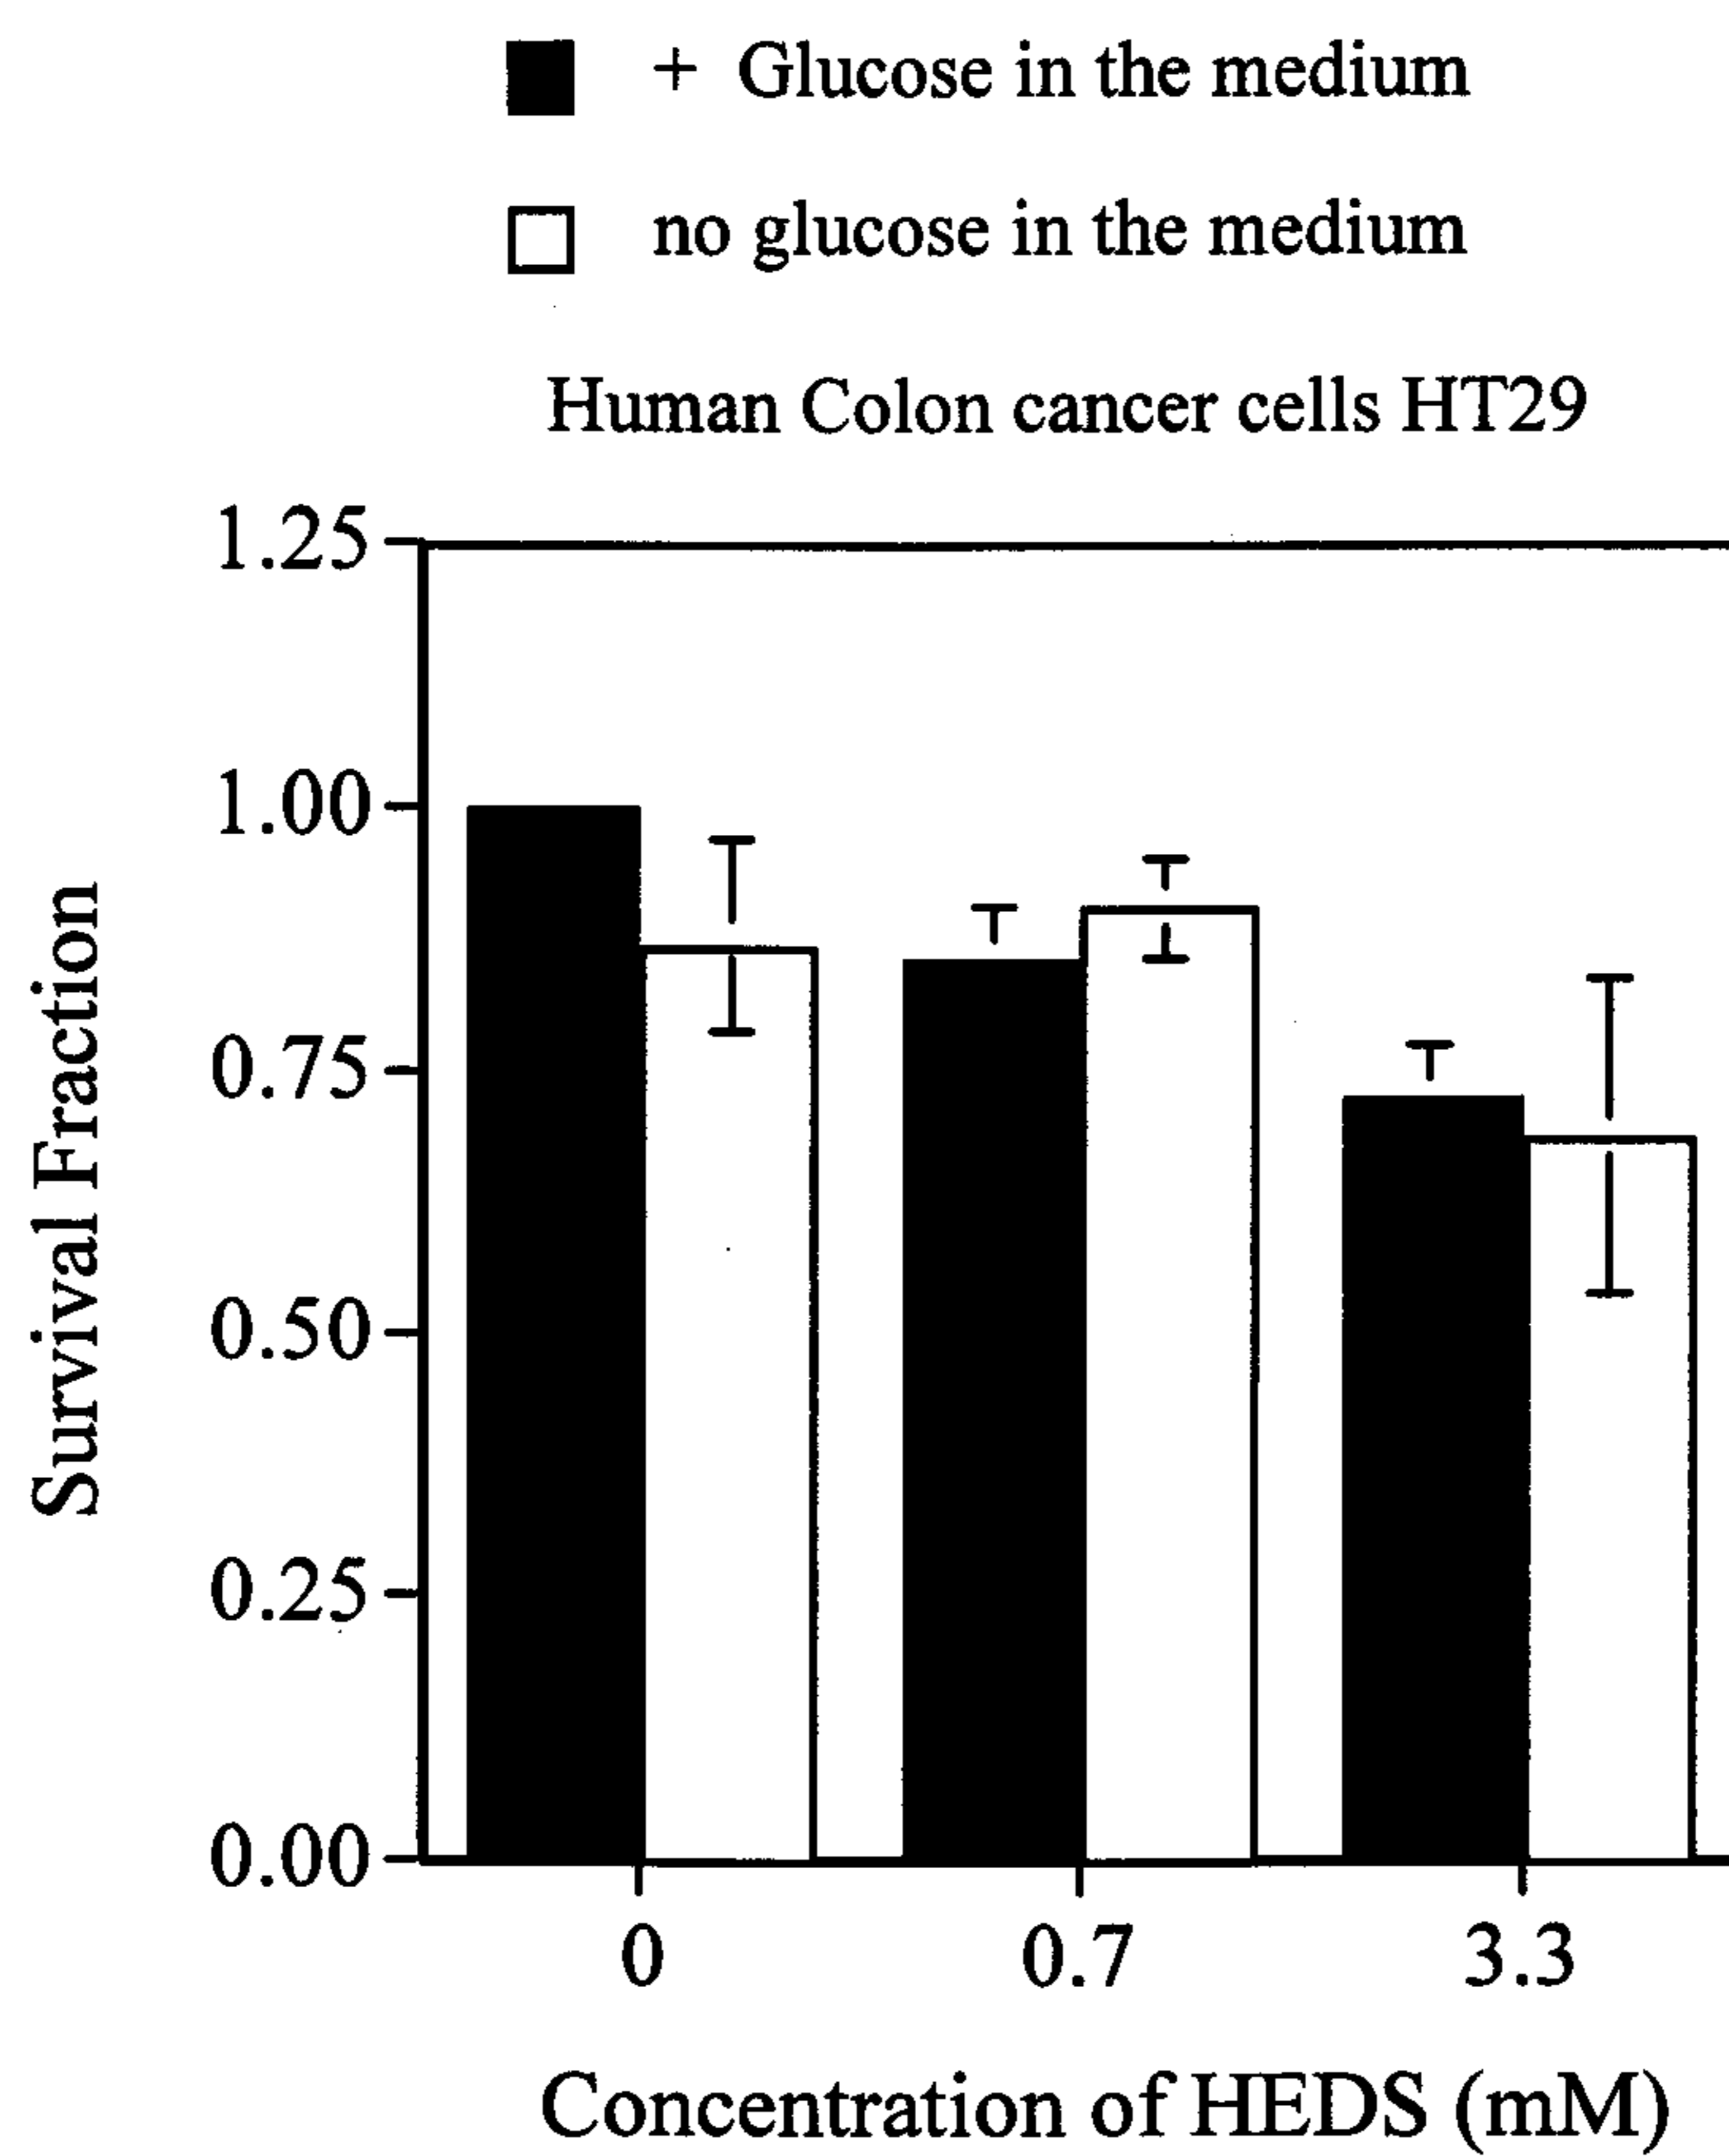 + Glucose in the medium
no glucose in the medium
Human Colon cancer cells HT29
1.25
1.00
0.75
0.50
0.25
0.00
Survival Fraction
0 0.7 3.3
Concentration of HEDS (mM)